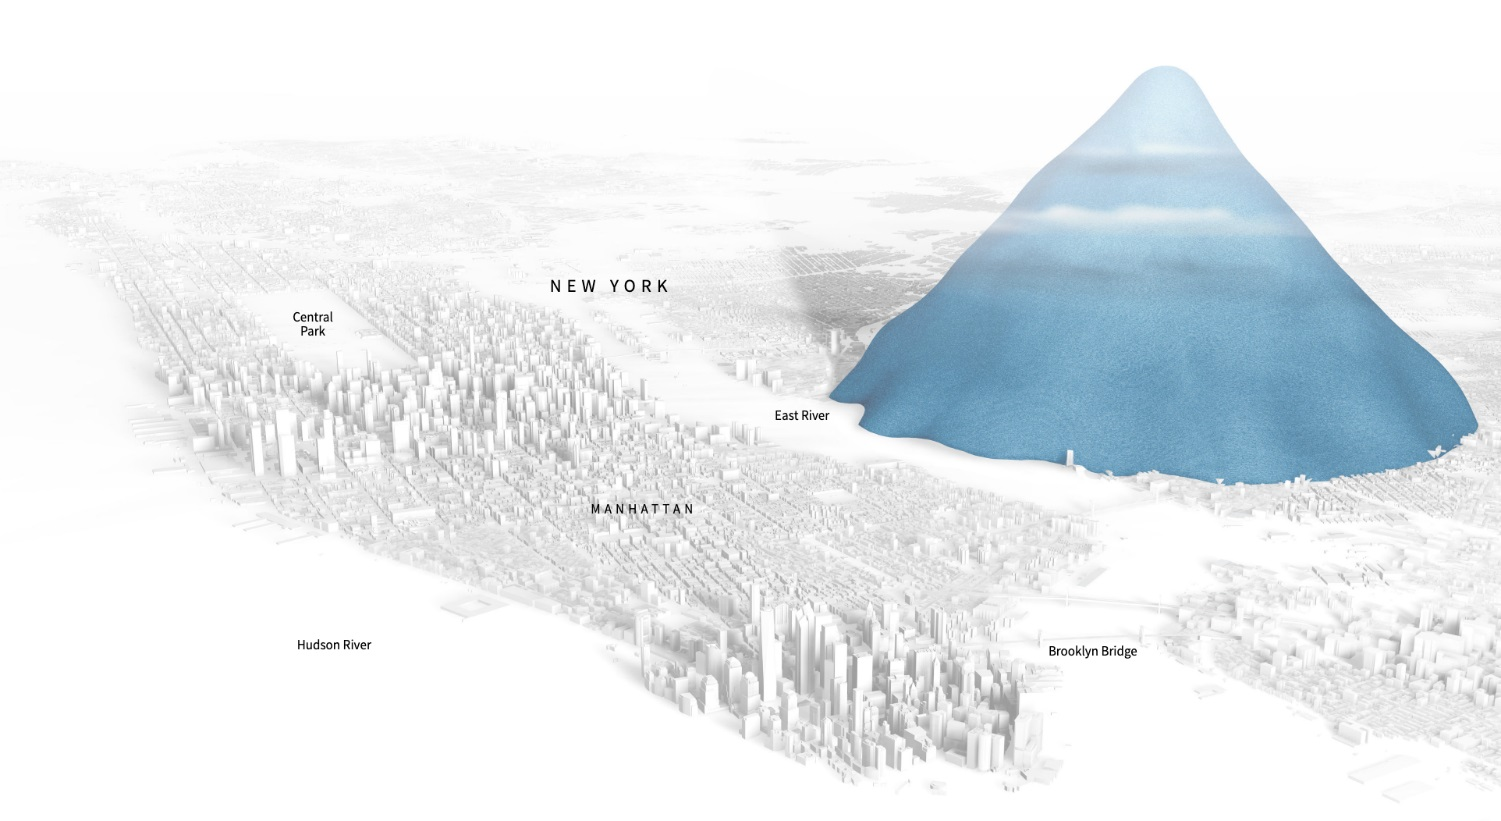 NEW YORK
Central
Park
East River
MANHATTAN
Hudson River
Brooklyn Bridge